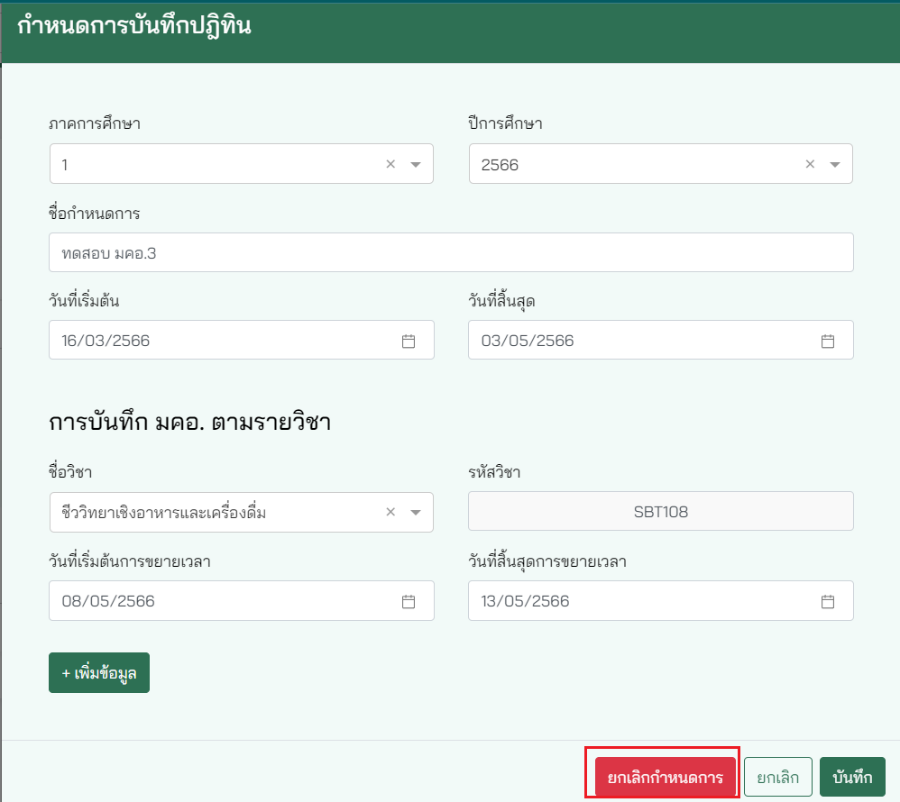 กำหนดการบันทึกปฎิทิน
ภาคการศึกษา ปีการศึกษา
1 2566
ชื่อกำหนดการ
ทดสอบ มคอ.3
วันที่เริ่มต้น วันที่สิ้นสุด
16/03/2566 03/05/2566
การบันทึก มคอ. ตามรายวิชา
ชื่อวิชา รหัสวิชา
ชีววิทยาเชิงอาหารและเครื่องดื่ม SBT108
วันที่เริ่มต้นการขยายเวลา วันที่สิ้นสุดการขยายเวลา
08/05/2566 13/05/2566
+ เพิ่มข้อมูล
ยกเลิกกำหนดการ ยกเลิก บันทึก